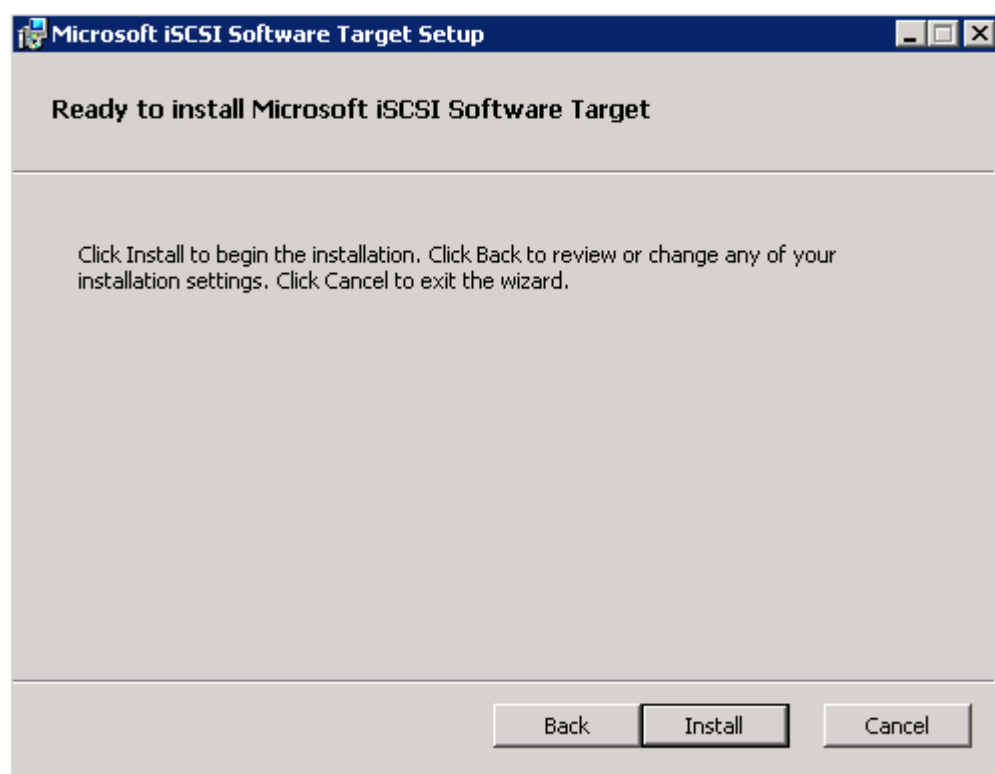 Microsoft iSCSI Software Target Setup
Ready to install Microsoft iSCSI Software Target
Click Install to begin the installation. Click Back to review or change any of your
installation settings. Click Cancel to exit the wizard.
Back Install Cancel